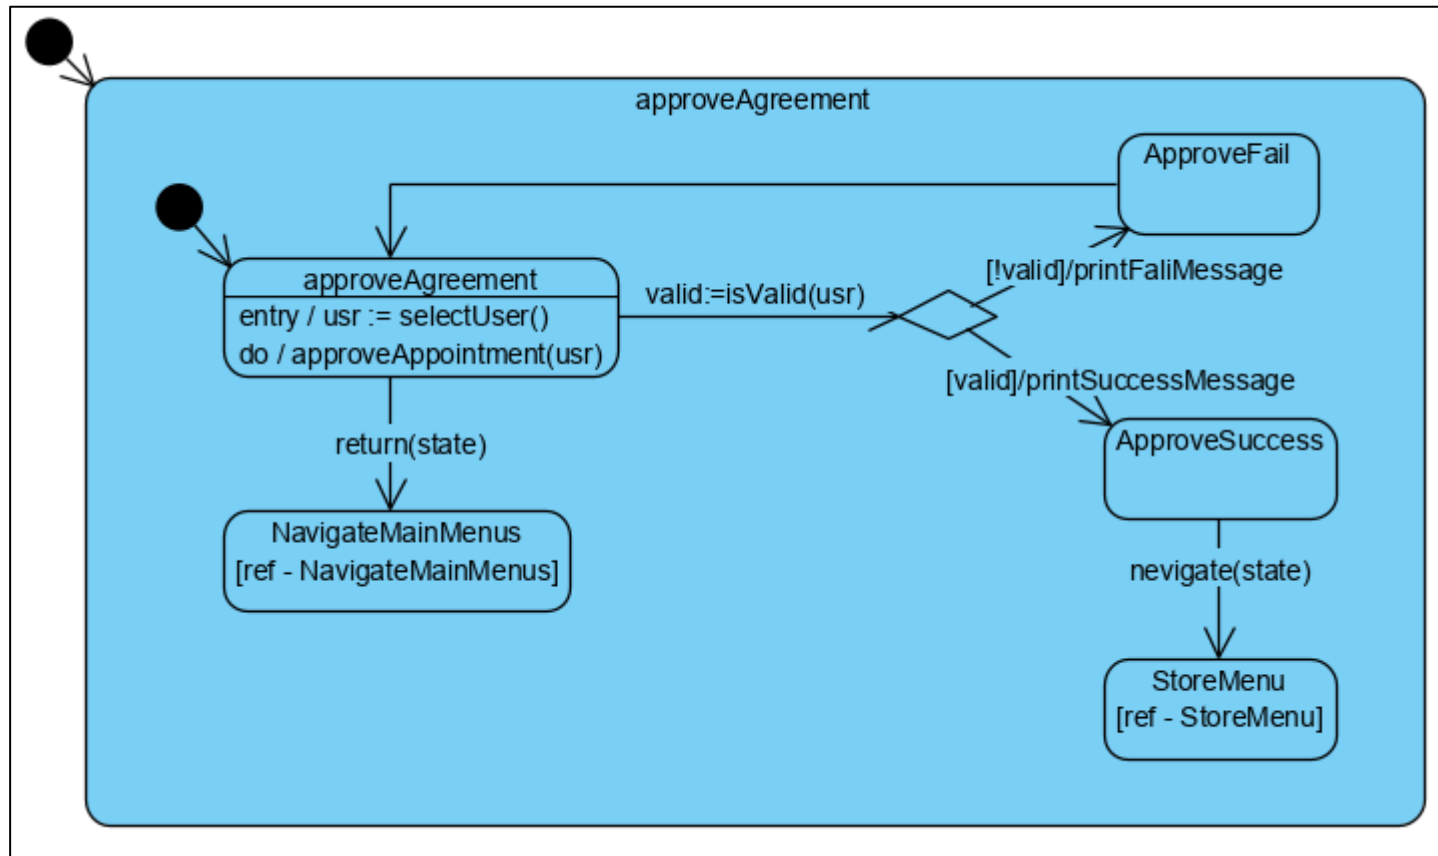 approveAgreement
ApproveFail
approveAgreement
entry / usr := selectUser()
do / approveAppointment(usr)
valid:=isValid(usr)
[!valid]/printFaliMessage
[valid]/printSuccessMessage
return(state)
ApproveSuccess
NavigateMainMenus
[ref - NavigateMainMenus]
nevigate(state)
StoreMenu
[ref - StoreMenu]